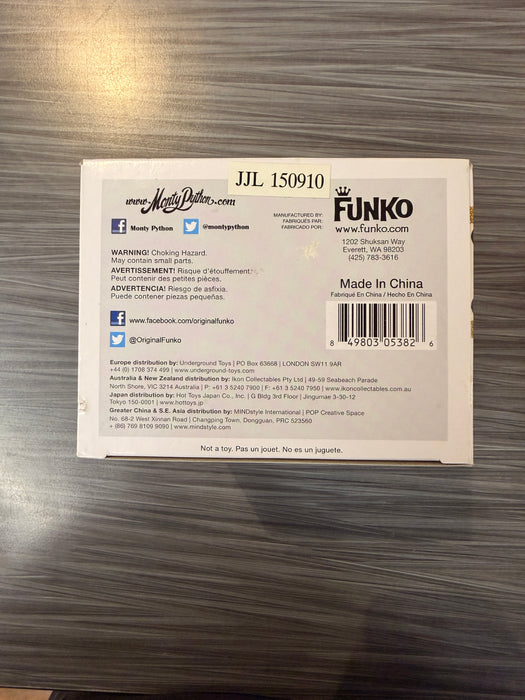 JJL 150910
www.MontyPython.com
Monty Python @montypython
MANUFACTURED BY:
FABRIQUÉS PAR:
FABRICADO POR:
FUNKO
www.funko.com
1202 Shuksan Way
Everett, WA 98203
(425) 783-3616
WARNING! Choking Hazard.
May contain small parts.
AVERTISSEMENT! Risque d'étouffement.
Peut contenir des petites pièces.
ADVERTENCIA! Riesgo de asfixia.
Puede contener piezas pequeñas.
Made In China
Fabriqué En China / Hecho En China
8 49803 05382 6
www.facebook.com/originalfunko
@OriginalFunko
Europe distribution by: Underground Toys | PO BOX 63668 | LONDON SW11 9AR
+44 (0) 1708 374 499 | www.underground-toys.com
Australia & New Zealand distribution by: Ikon Collectables Pty Ltd | 49-59 Seabeach Parade
North Shore, VIC 3214 Australia | P: +61 3 5240 7900 | F: +61 3 5240 7950 | www.ikoncollectables.com.au
Japan distribution by: Hot Toys Japan Co., Inc. | G Bldg 3rd Floor | Jingumae 3-30-12
Tokyo 150-0001 | www.hottoys.jp
Greater China & S.E. Asia distribution by: MINDstyle International | POP Creative Space
No. 68-2 West Xinnan Road | Changping Town, Dongguan, PRC 523560
+ (86) 769 8109 9090 | www.mindstyle.com
Not a toy. Pas un jouet. No es un juguete.